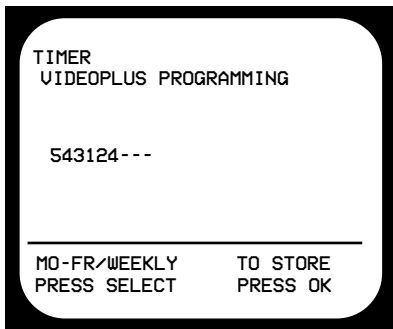 TIMER
VIDEOPLUS PROGRAMMING
543124---
MO-FR/WEEKLY TO STORE
PRESS SELECT PRESS OK